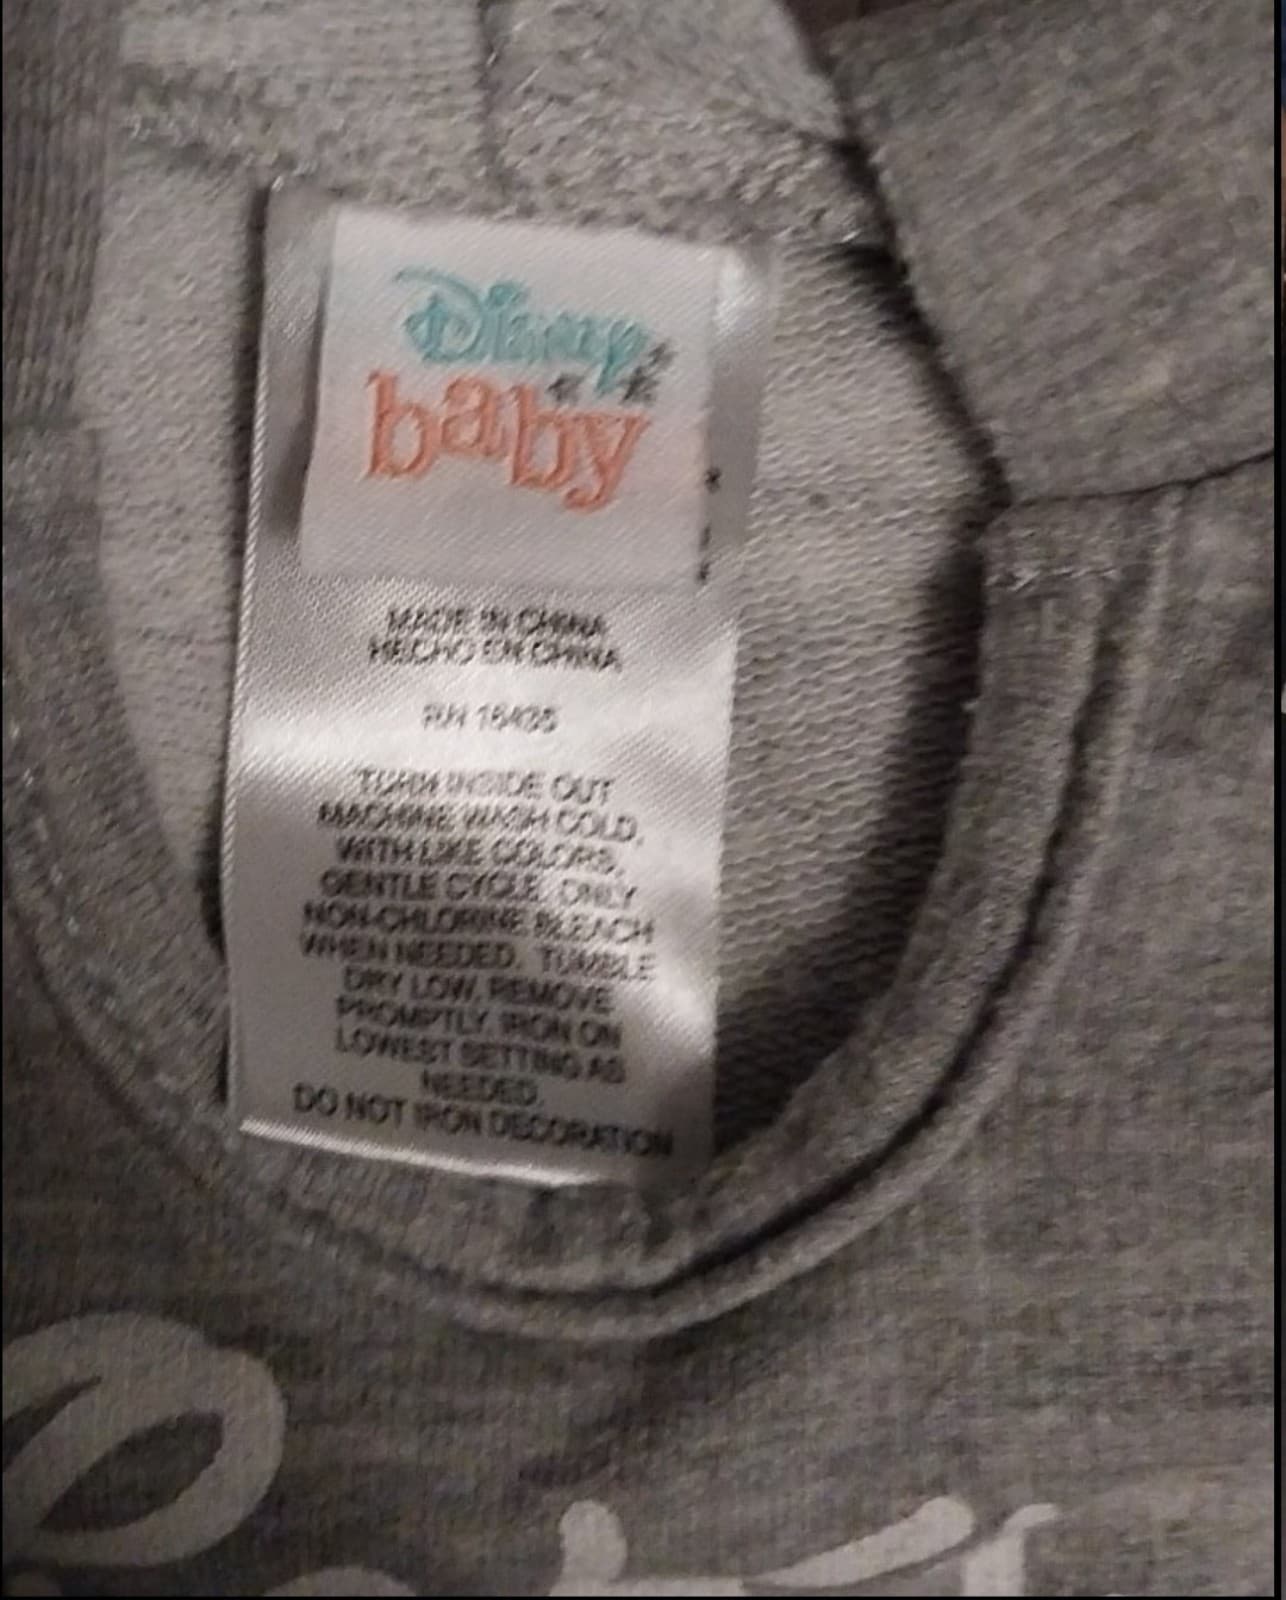 Disney
baby
MADE IN CHINA
HECHO EN CHINA
RN 16435
TURN INSIDE OUT
MACHINE WASH COLD,
WITH LIKE COLORS,
GENTLE CYCLE. ONLY
NON-CHLORINE BLEACH
WHEN NEEDED. TUMBLE
DRY LOW, REMOVE
PROMPTLY. IRON ON
LOWEST SETTING AS
NEEDED.
DO NOT IRON DECORATION